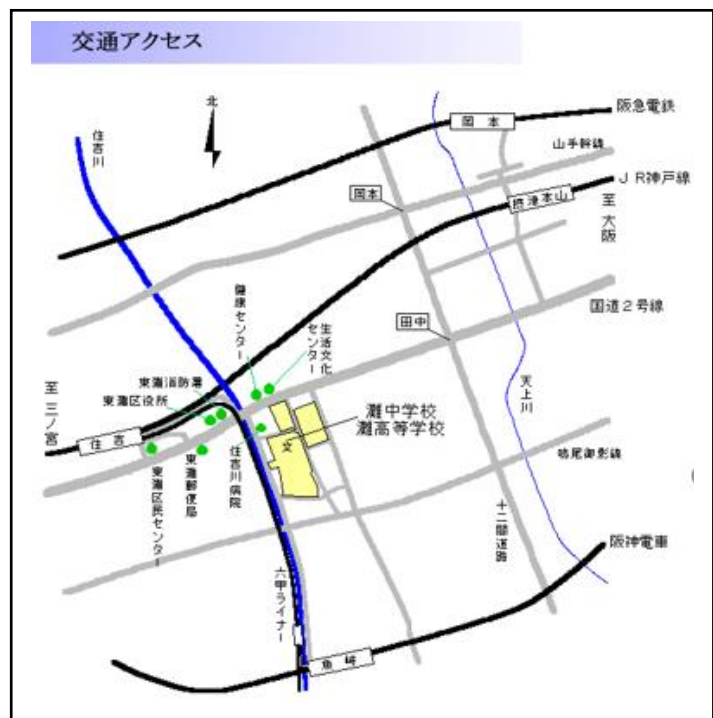 交通アクセス
北
住吉川
岡本
阪急電鉄
山手幹線
JR神戸線
摂津本山
至 大阪
岡本
国道2号線
田中
健康センター
生活文化センター
東灘消防署
東灘区役所
至 三ノ宮
住吉
灘中学校
灘高等学校
文
天上川
東灘区民センター
東灘郵便局
住吉川病院
鳴尾御影線
十二間道路
阪神電車
六甲ライナー
魚崎